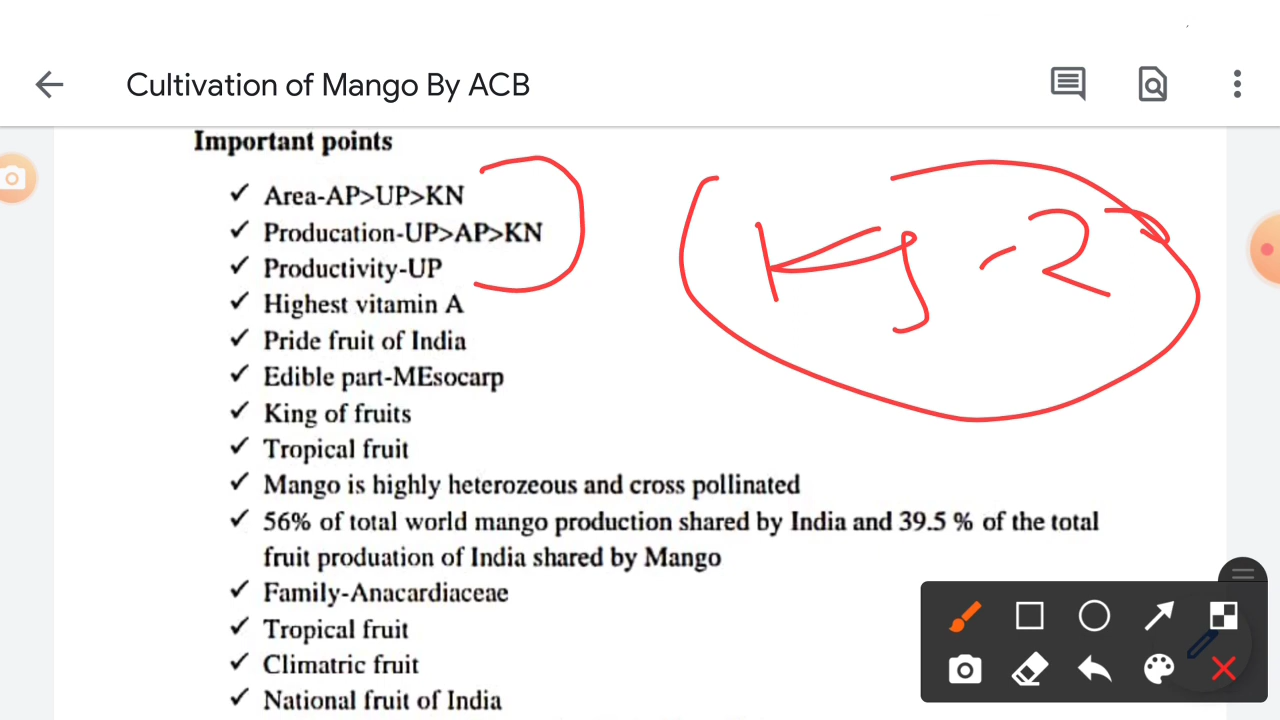 Cultivation of Mango By ACB
Important points
✓ Area-AP>UP>KN
✓ Producation-UP>AP>KN
✓ Productivity-UP
✓ Highest vitamin A
✓ Pride fruit of India
✓ Edible part-MEsocarp
✓ King of fruits
✓ Tropical fruit
✓ Mango is highly heterozeous and cross pollinated
✓ 56% of total world mango production shared by India and 39.5 % of the total
fruit produation of India shared by Mango
✓ Family-Anacardiaceae
✓ Tropical fruit
✓ Climatric fruit
✓ National fruit of India